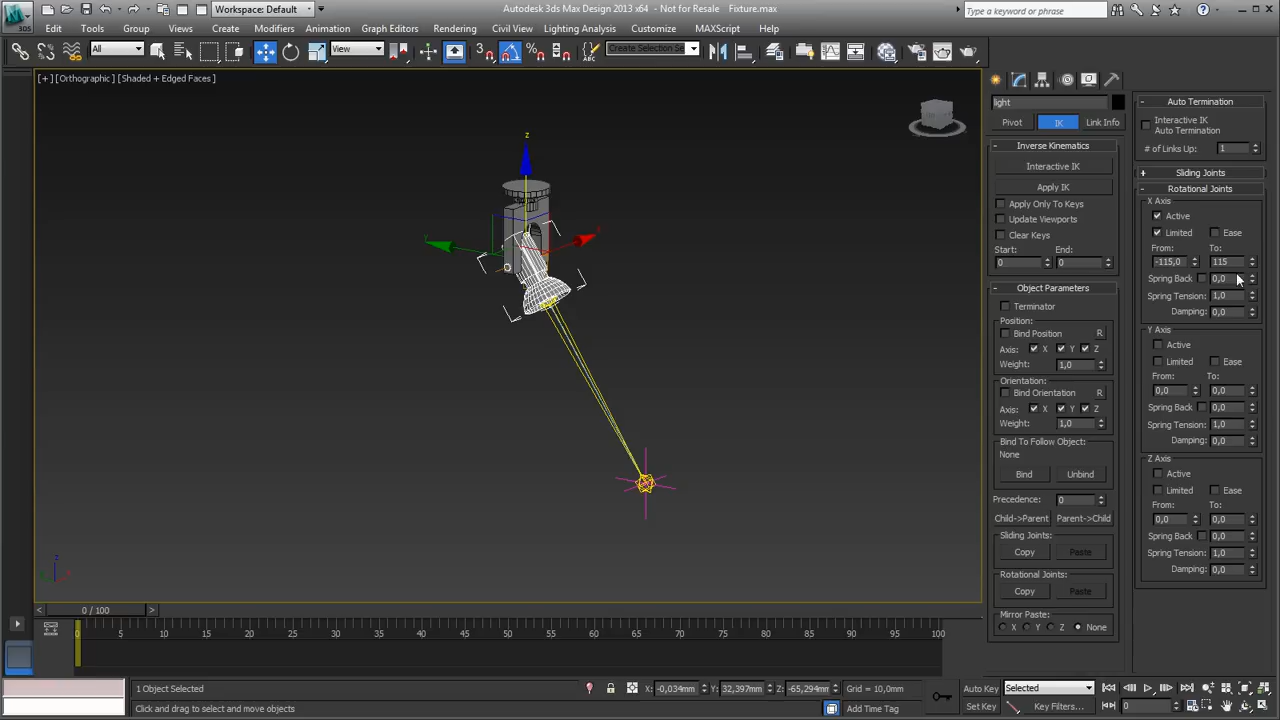 Workspace: Default
Autodesk 3ds Max Design 2013 x64 - Not for Resale Fixture.max
Type a keyword or phrase
3DS
Edit Tools Group Views Create Modifiers Animation Graph Editors Rendering Civil View Lighting Analysis Customize MAXScript Help
All View 3 % Create Selection Se
[+] [Orthographic] [Shaded + Edged Faces]
light
Pivot IK Link Info
- Inverse Kinematics
Interactive IK
Apply IK
Apply Only To Keys
Update Viewports
Clear Keys
Start: End:
0 0
- Object Parameters
Terminator
Position:
Bind Position R
Axis: X Y Z
Weight: 1,0
Orientation:
Bind Orientation R
Axis: X Y Z
Weight: 1,0
Bind To Follow Object:
None
Bind Unbind
Precedence: 0
Child->Parent Parent->Child
Sliding Joints:
Copy Paste
Rotational Joints:
Copy Paste
Mirror Paste:
X Y Z None
- Auto Termination
Interactive IK
Auto Termination
# of Links Up: 1
+ Sliding Joints
- Rotational Joints
X Axis
Active
Limited Ease
From: To:
-115,0 115
Spring Back 0,0
Spring Tension: 1,0
Damping: 0,0
Y Axis
Active
Limited Ease
From: To:
0,0 0,0
Spring Back 0,0
Spring Tension: 1,0
Damping: 0,0
Z Axis
Active
Limited Ease
From: To:
0,0 0,0
Spring Back 0,0
Spring Tension: 1,0
Damping: 0,0
z
y
z
< 0 / 100 >
0 5 10 15 20 25 30 35 40 45 50 55 60 65 70 75 80 85 90 95 100
1 Object Selected X: -0,034mm Y: 32,397mm Z: -65,294mm Grid = 10,0mm Auto Key Selected
Click and drag to select and move objects Add Time Tag Set Key Key Filters... 0